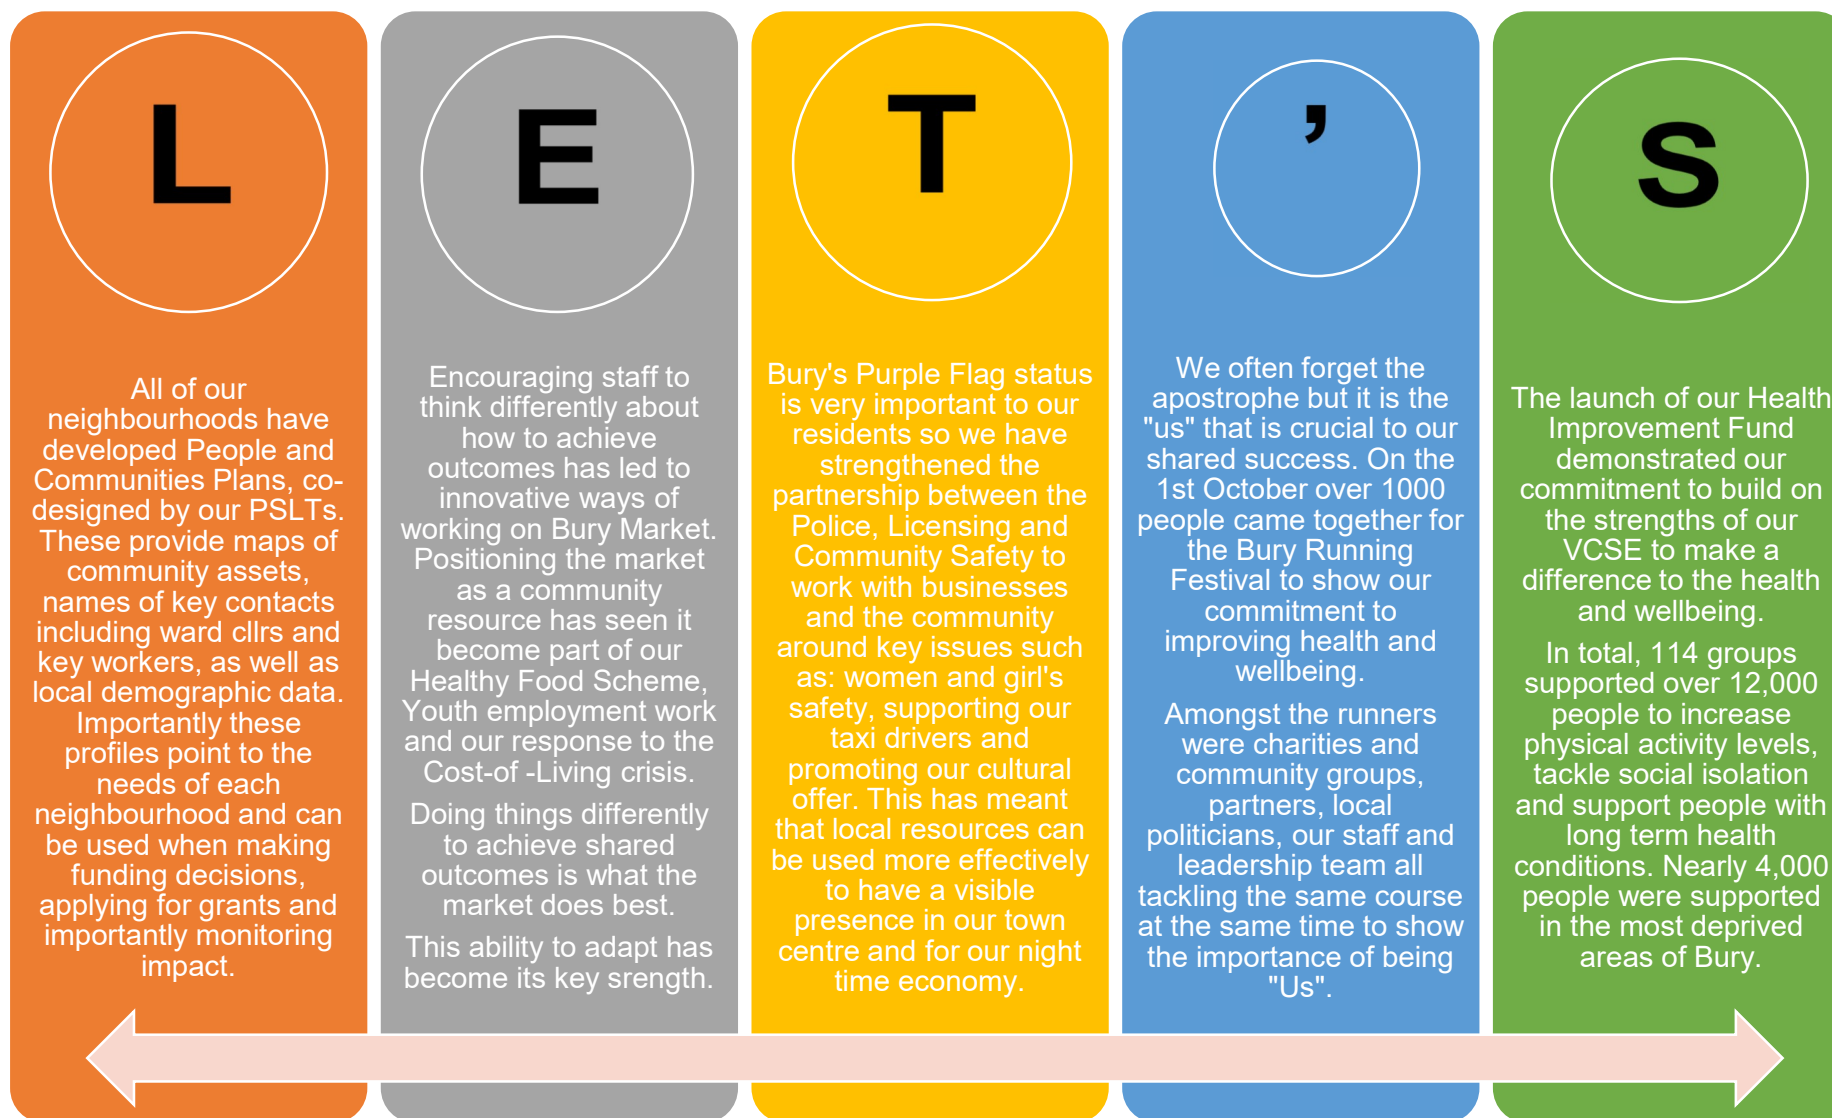 L
All of our
neighbourhoods have
developed People and
Communities Plans, co-
designed by our PSLTs.
These provide maps of
community assets,
names of key contacts
including ward cllrs and
key workers, as well as
local demographic data.
Importantly these
profiles point to the
needs of each
neighbourhood and can
be used when making
funding decisions,
applying for grants and
importantly monitoring
impact.
E
Encouraging staff to
think differently about
how to achieve
outcomes has led to
innovative ways of
working on Bury Market.
Positioning the market
as a community
resource has seen it
become part of our
Healthy Food Scheme,
Youth employment work
and our response to the
Cost-of -Living crisis.
Doing things differently
to achieve shared
outcomes is what the
market does best.
This ability to adapt has
become its key srength.
T
Bury's Purple Flag status
is very important to our
residents so we have
strengthened the
partnership between the
Police, Licensing and
Community Safety to
work with businesses
and the community
around key issues such
as: women and girl's
safety, supporting our
taxi drivers and
promoting our cultural
offer. This has meant
that local resources can
be used more effectively
to have a visible
presence in our town
centre and for our night
time economy.
’
We often forget the
apostrophe but it is the
"us" that is crucial to our
shared success. On the
1st October over 1000
people came together for
the Bury Running
Festival to show our
commitment to
improving health and
wellbeing.
Amongst the runners
were charities and
community groups,
partners, local
politicians, our staff and
leadership team all
tackling the same course
at the same time to show
the importance of being
"Us".
S
The launch of our Health
Improvement Fund
demonstrated our
commitment to build on
the strengths of our
VCSE to make a
difference to the health
and wellbeing.
In total, 114 groups
supported over 12,000
people to increase
physical activity levels,
tackle social isolation
and support people with
long term health
conditions. Nearly 4,000
people were supported
in the most deprived
areas of Bury.